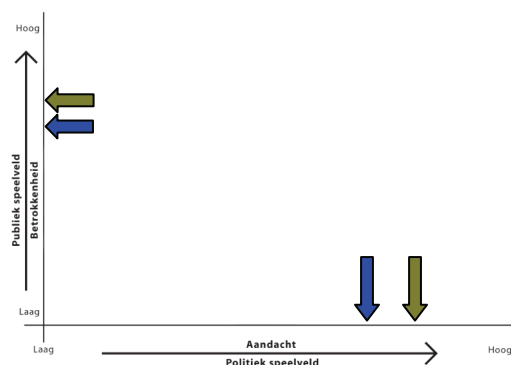 Hoog
Publiek speelveld
Betrokkenheid
Laag
Laag
Aandacht
Hoog
Politiek speelveld